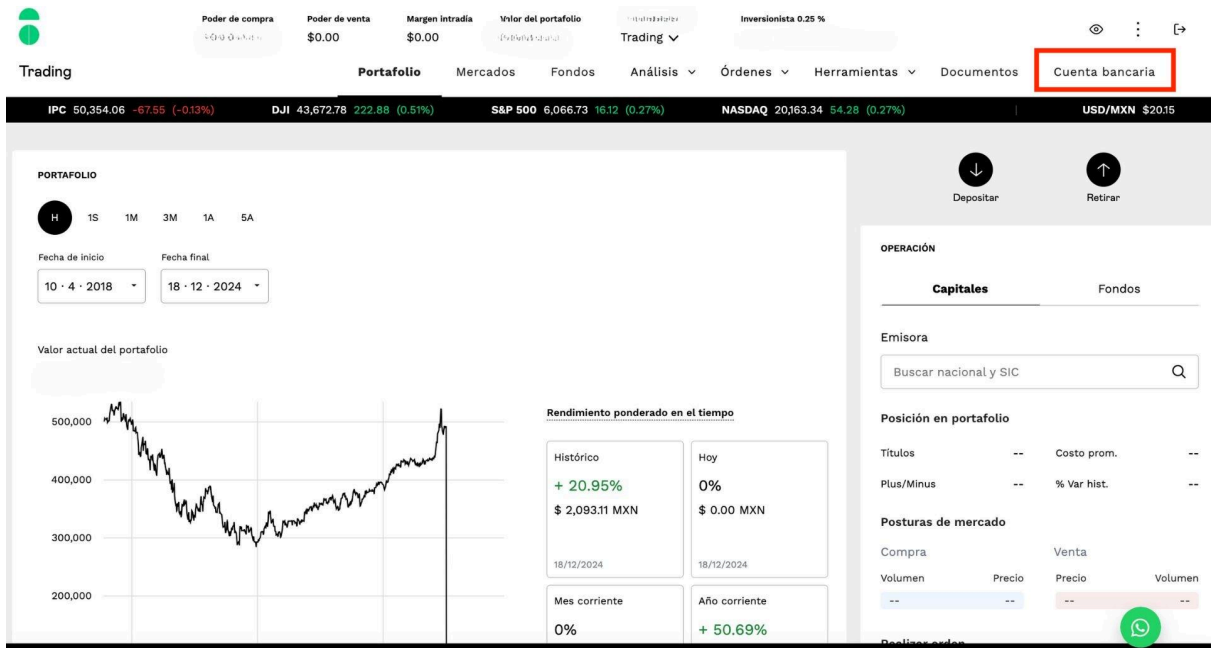 Poder de compra Poder de venta Margen intradía Valor del portafolio Inversionista 0.25 %
$0.00 $0.00 Trading
Trading Portafolio Mercados Fondos Análisis Órdenes Herramientas Documentos Cuenta bancaria
IPC 50,354.06 -67.55 (-0.13%) DJI 43,672.78 222.88 (0.51%) S&P 500 6,066.73 16.12 (0.27%) NASDAQ 20,163.34 54.28 (0.27%) USD/MXN $20.15
PORTAFOLIO
H 1S 1M 3M 1A 5A
Fecha de inicio Fecha final
10 · 4 · 2018 18 · 12 · 2024
Valor actual del portafolio
500,000
400,000
300,000
200,000
Rendimiento ponderado en el tiempo
Histórico
+ 20.95%
$ 2,093.11 MXN
18/12/2024
Hoy
0%
$ 0.00 MXN
18/12/2024
Mes corriente
0%
Año corriente
+ 50.69%
Depositar Retirar
OPERACIÓN
Capitales Fondos
Emisora
Buscar nacional y SIC
Posición en portafolio
Títulos -- Costo prom. --
Plus/Minus -- % Var hist. --
Posturas de mercado
Compra Venta
Volumen Precio Precio Volumen
-- -- -- --
Realizar orden